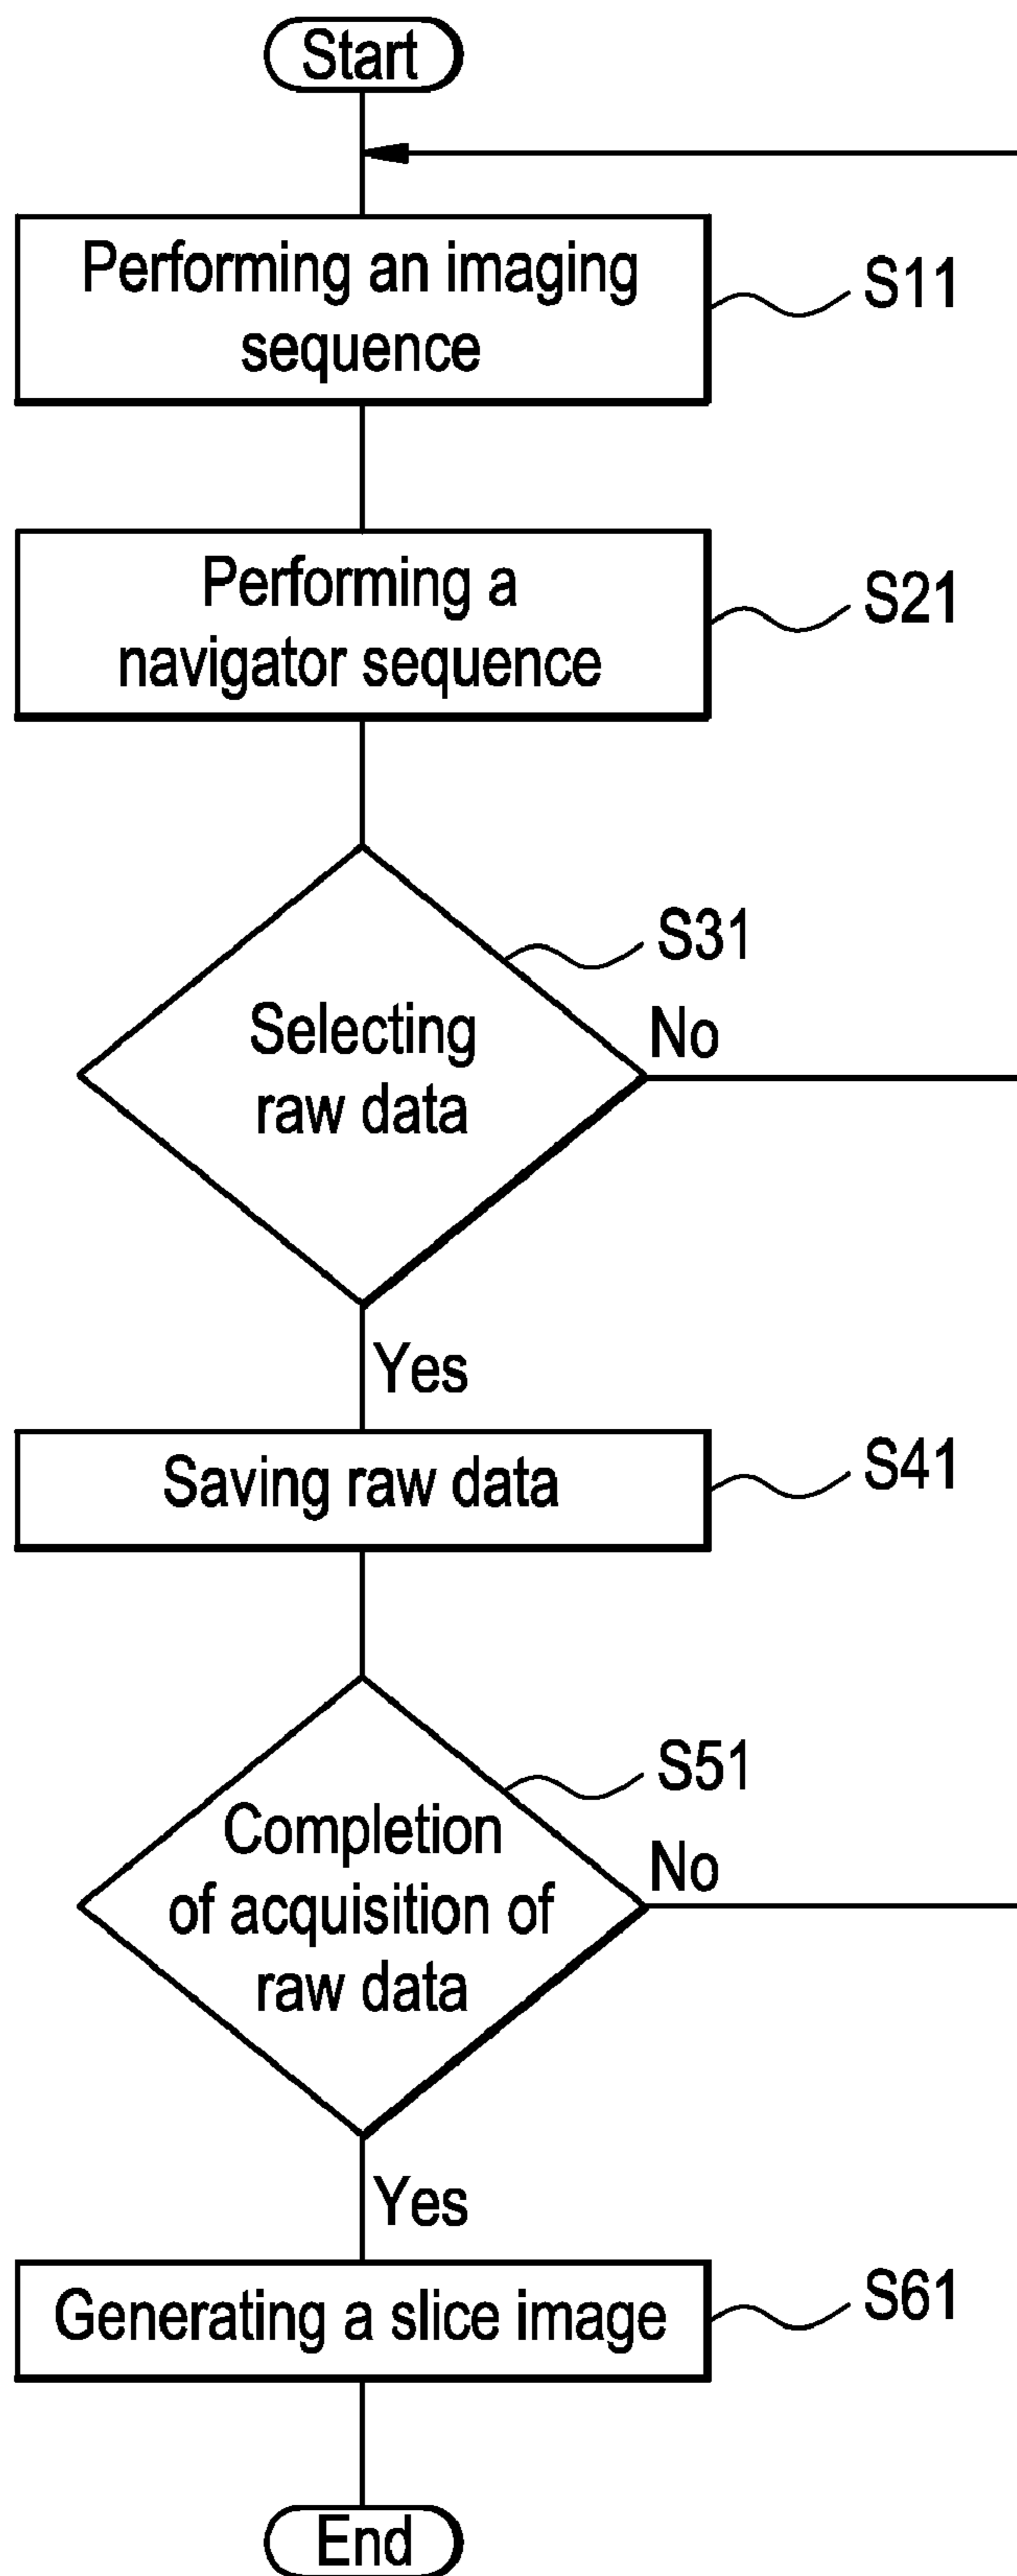 Start
Performing an imaging
sequence
S11
Performing a
navigator sequence
S21
S31
Selecting
raw data
No
Yes
Saving raw data
S41
S51
Completion
of acquisition of
raw data
No
Yes
Generating a slice image
S61
End